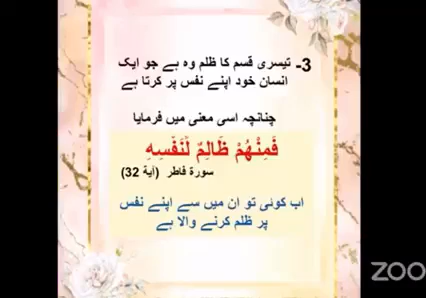 3- تیسری قسم کا ظلم وہ ہے جو ایک
انسان خود اپنے نفس پر کرتا ہے
چنانچہ اسی معنی میں فرمایا
فَمِنْهُمْ ظَالِمٌ لِّنَفْسِهِ
سورة فاطر (آیة 32)
اب کوئی تو ان میں سے اپنے نفس
پر ظلم کرنے والا ہے
ZOO